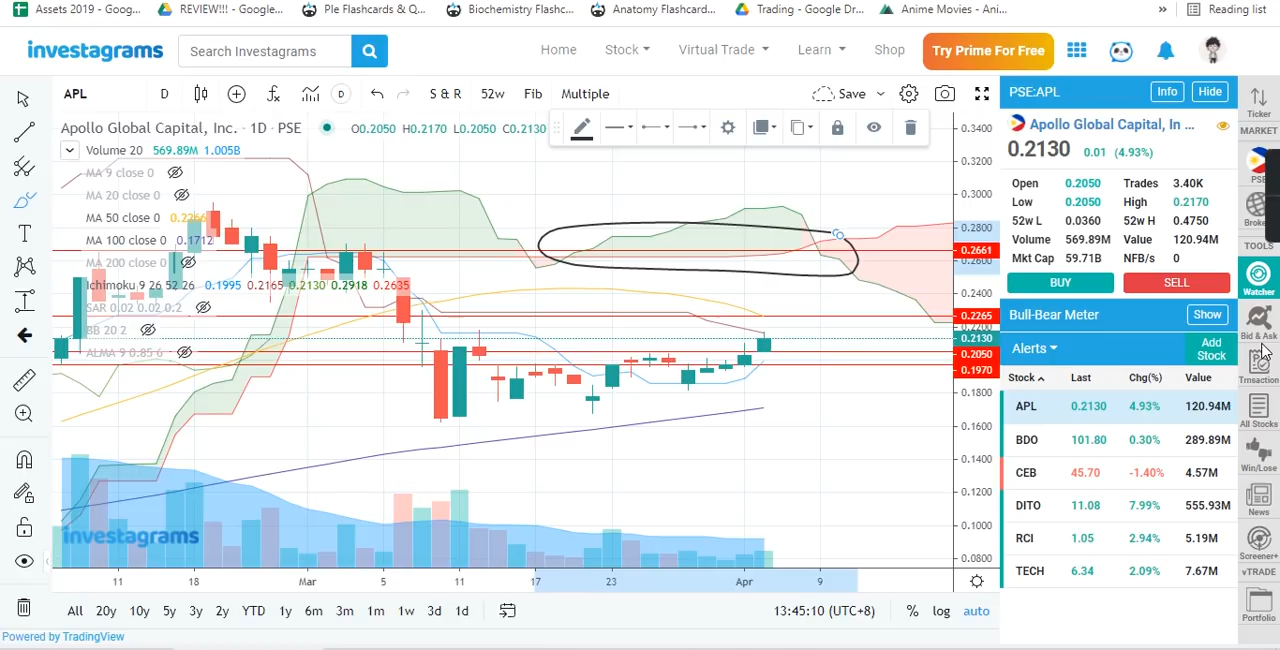 Assets 2019 - Goog... REVIEW!!! - Google... Ple Flashcards & Q... Biochemistry Flashc... Anatomy Flashcard... Trading - Google Dr... Anime Movies - Ani... » Reading list
investagrams Search Investagrams Home Stock Virtual Trade Learn Shop Try Prime For Free
APL D D S & R 52w Fib Multiple Save
Apollo Global Capital, Inc. · 1D · PSE O0.2050 H0.2170 L0.2050 C0.2130
Volume 20 569.89M 1.005B
MA 9 close 0
MA 20 close 0
MA 50 close 0 0.2266
MA 100 close 0 0.1712
MA 200 close 0
Ichimoku 9 26 52 26 0.1995 0.2165 0.2130 0.2918 0.2635
SAR 0.02 0.02 0.2
BB 20 2
ALMA 9 0.85 6
0.3400
0.3200
0.3000
0.2800
0.2661
0.2600
0.2400
0.2265
0.2200
0.2130
0.2050
0.1970
0.1800
0.1600
0.1400
0.1200
0.1000
0.0800
investagrams
11 18 Mar 5 11 17 23 Apr 9
All 20y 10y 5y 3y 2y YTD 1y 6m 3m 1m 1w 3d 1d 13:45:10 (UTC+8) % log auto
Powered by TradingView
PSE:APL Info Hide
Apollo Global Capital, In ...
0.2130 0.01 (4.93%)
Open 0.2050 Trades 3.40K
Low 0.2050 High 0.2170
52w L 0.0360 52w H 0.4750
Volume 569.89M Value 120.94M
Mkt Cap 59.71B NFB/s 0
BUY SELL
Bull-Bear Meter Show
Alerts Add Stock
Stock Last Chg(%) Value
APL 0.2130 4.93% 120.94M
BDO 101.80 0.30% 289.89M
CEB 45.70 -1.40% 4.57M
DITO 11.08 7.99% 555.93M
RCI 1.05 2.94% 5.19M
TECH 6.34 2.09% 7.67M
Ticker
MARKET
PSE
Broke
TOOLS
Watcher
Bid & Ask
Trnsaction
All Stocks
Win/Lose
News
Screener+
vTRADE
Portfolio